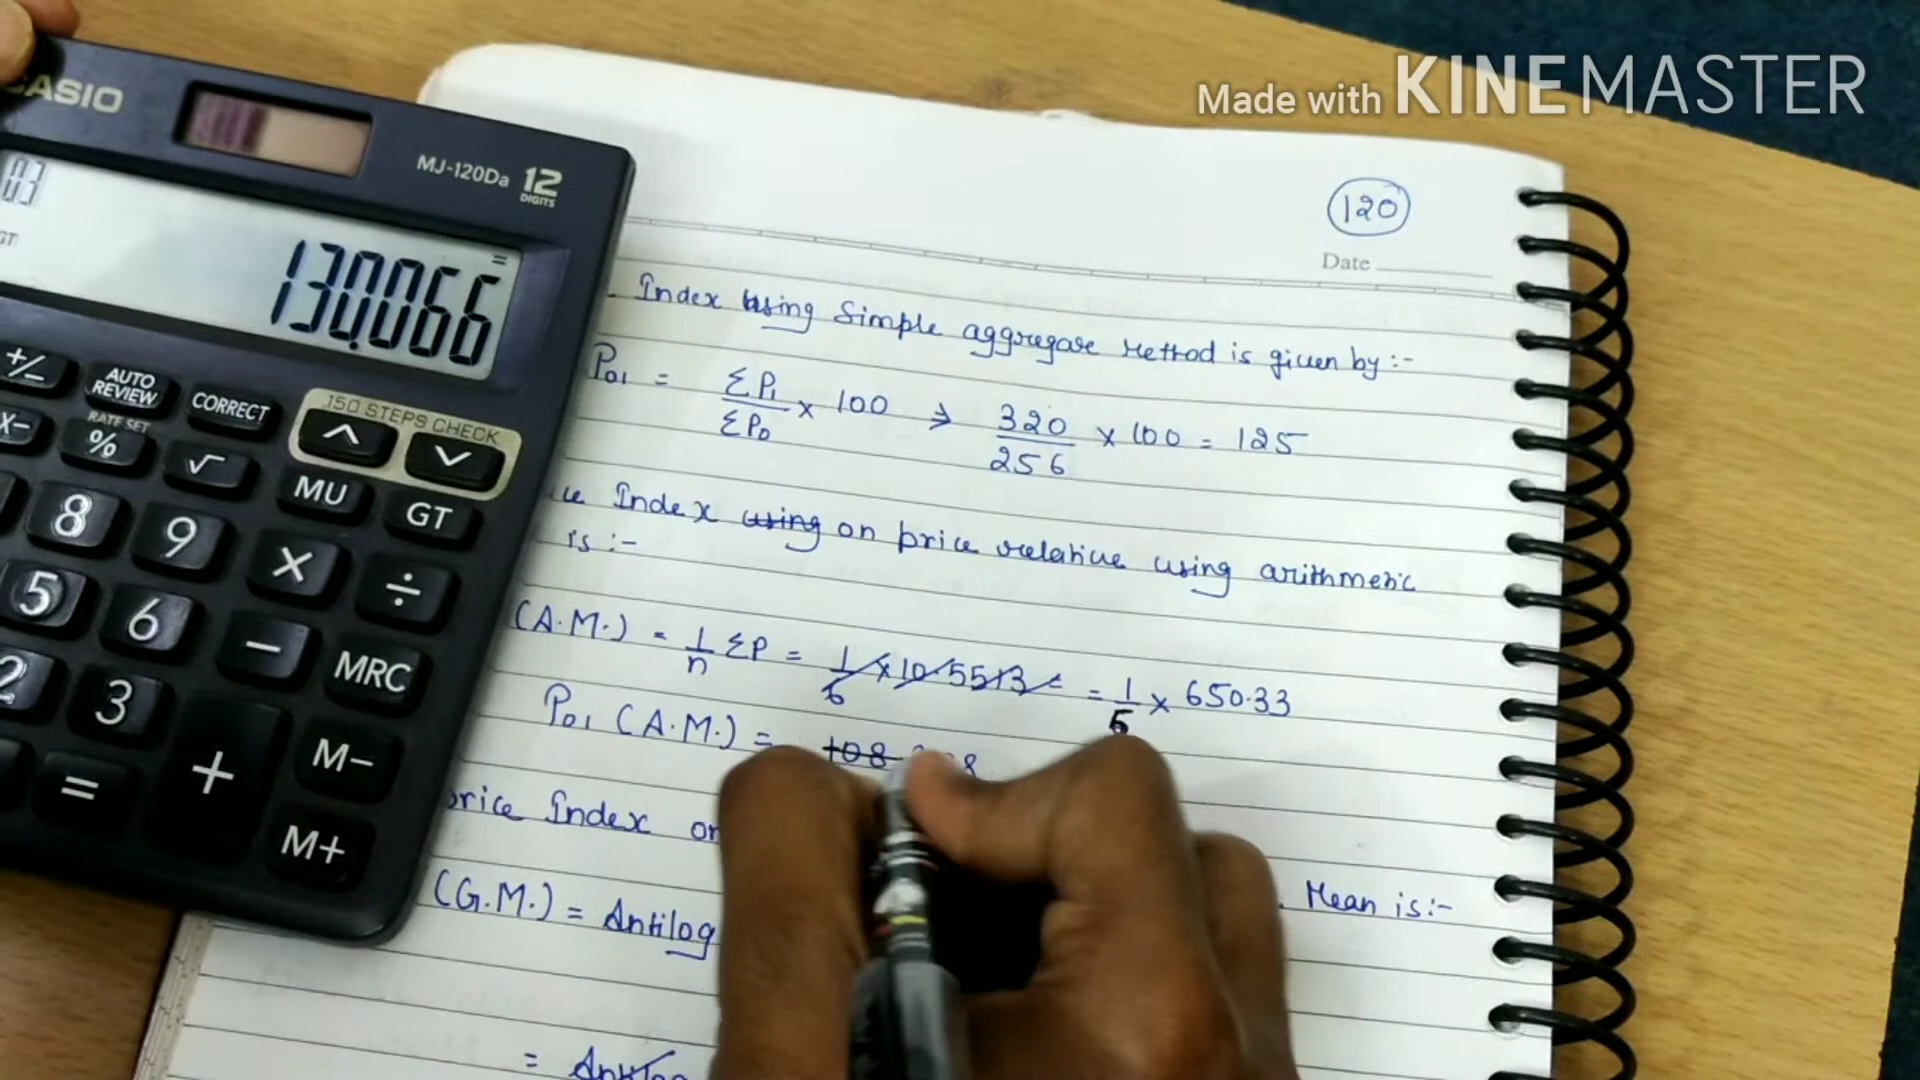 Made with KINEMASTER
CASIO
MJ-120Da 12 DIGITS
GT
130.066
120
Date
Index using Simple aggregate Method is given by :-
P01 = ΣP1 / ΣP0 × 100 ⇒ 320 / 256 × 100 = 125
Index using on price relative using arithmetic
is :-
(A.M.) = 1/n ΣP = 1/6 × 10.5513 = = 1/5 × 650.33
P01 (A.M.) = 108
price Index on
Mean is :-
(G.M.) = Antilog
= Antilog
+/- AUTO REVIEW CORRECT 150 STEPS CHECK
RATE SET
% √ MU GT
8 9 × ÷
5 6 − MRC
2 3 + M−
= M+